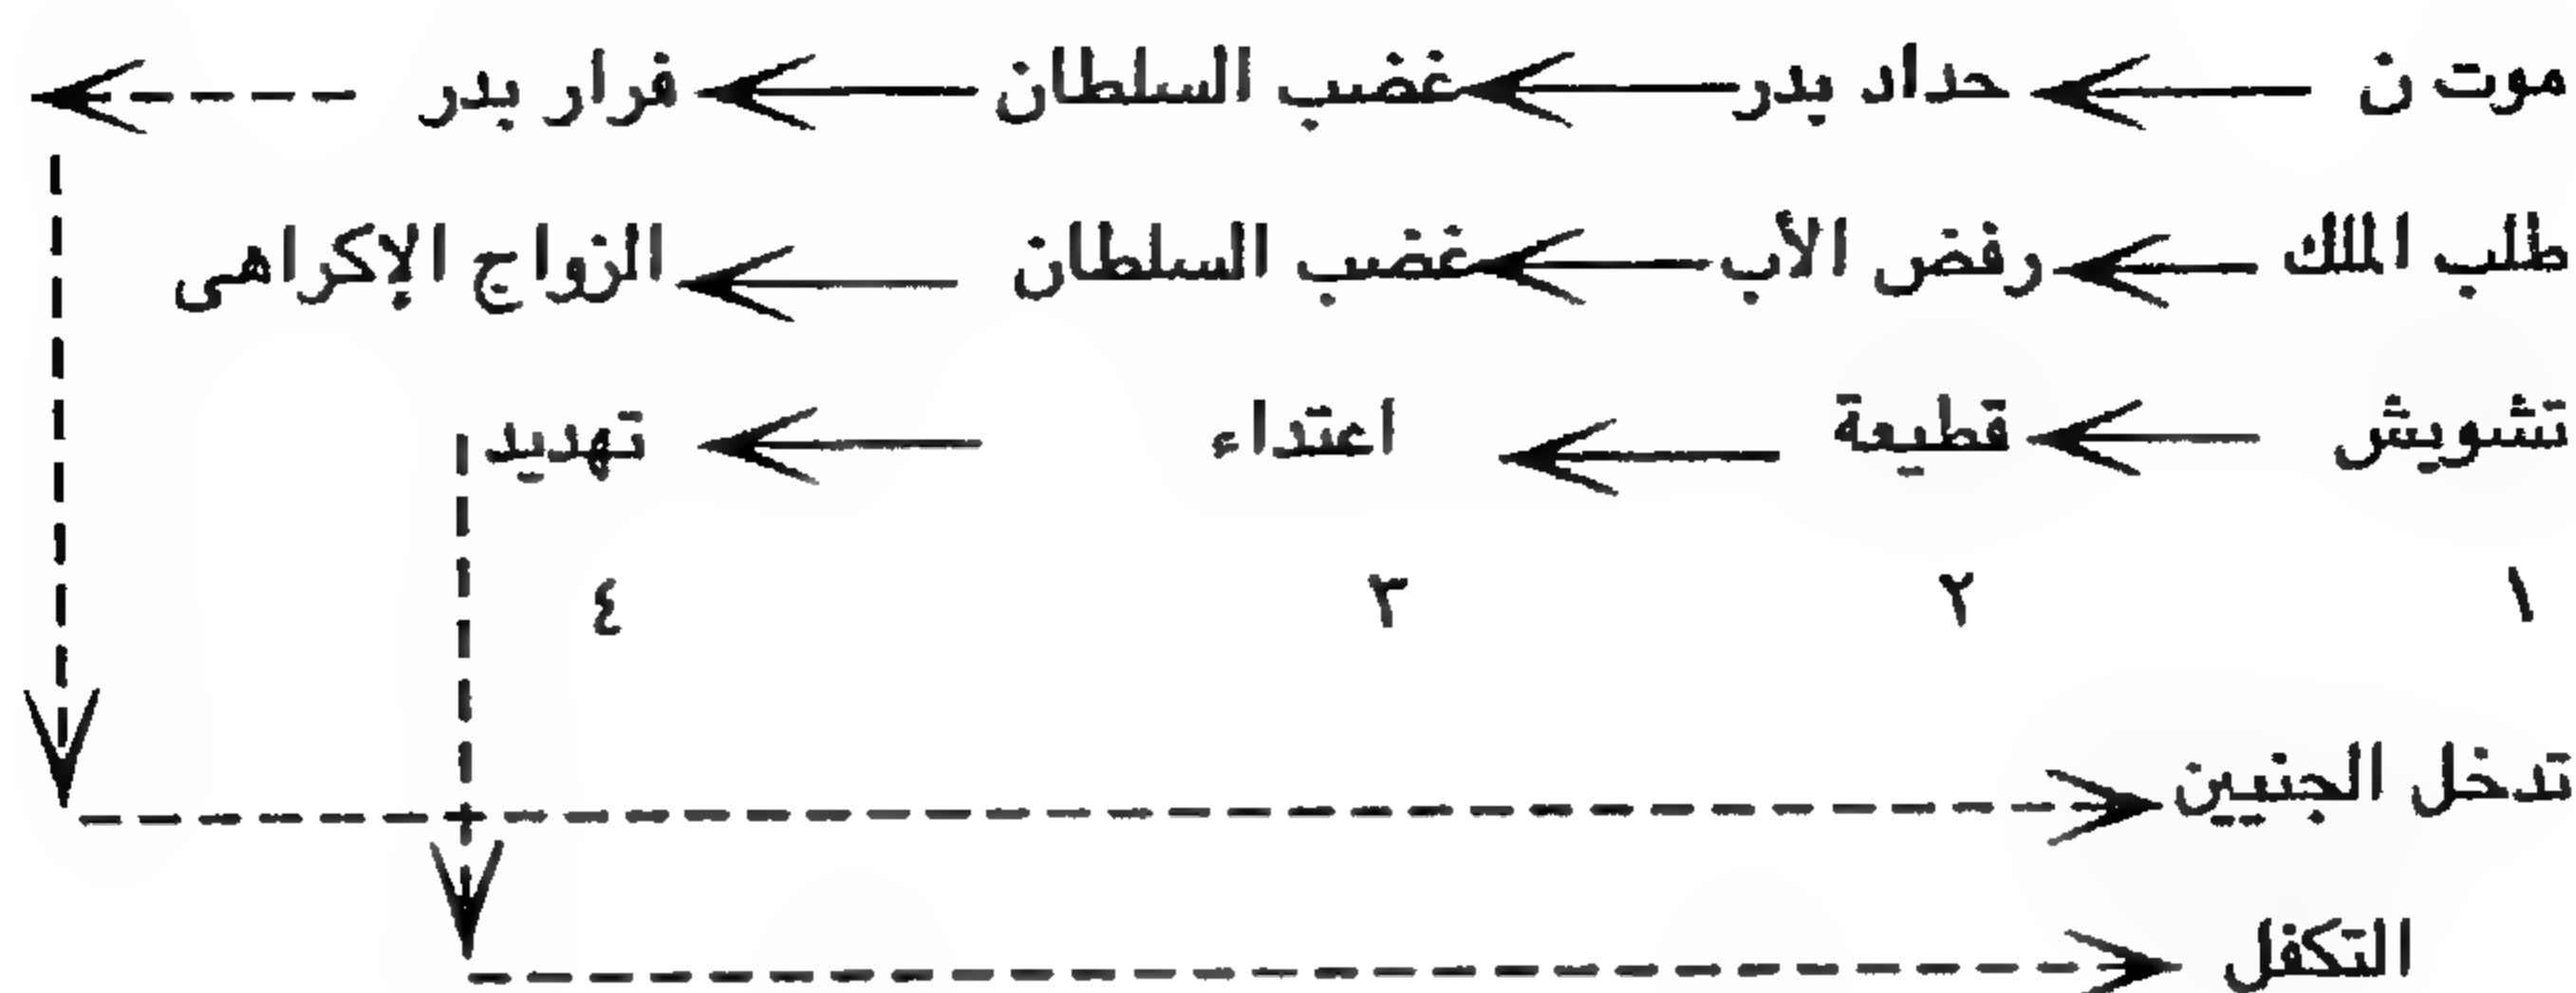 موت ن حداد بدر غضب السلطان فرار بدر
طلب الملك رفض الأب غضب السلطان الزواج الإكراهى
تشويش قطيعة اعتداء تهديد
١ ٢ ٣ ٤
تدخل الجنيين
التكفل